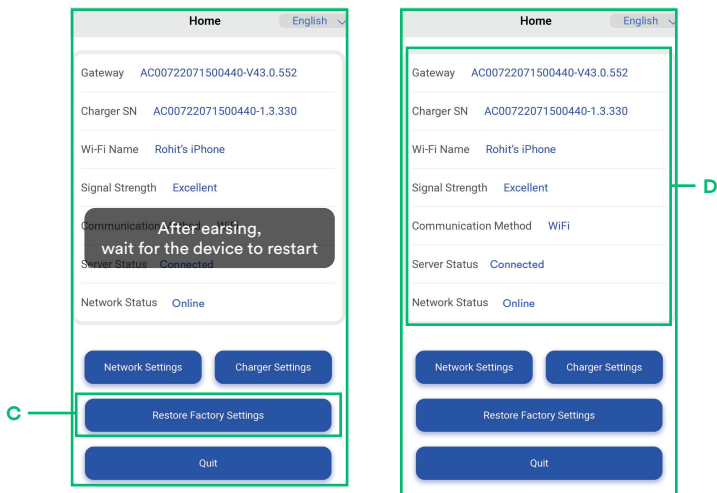 Home
English
Gateway AC00722071500440-V43.0.552
Charger SN AC00722071500440-1.3.330
Wi-Fi Name Rohit's iPhone
Signal Strength Excellent
Communication Method WiFi
After earsing,
wait for the device to restart
Server Status Connected
Network Status Online
Network Settings
Charger Settings
C
Restore Factory Settings
Quit
Home
English
Gateway AC00722071500440-V43.0.552
Charger SN AC00722071500440-1.3.330
Wi-Fi Name Rohit's iPhone
Signal Strength Excellent
D
Communication Method WiFi
Server Status Connected
Network Status Online
Network Settings
Charger Settings
Restore Factory Settings
Quit